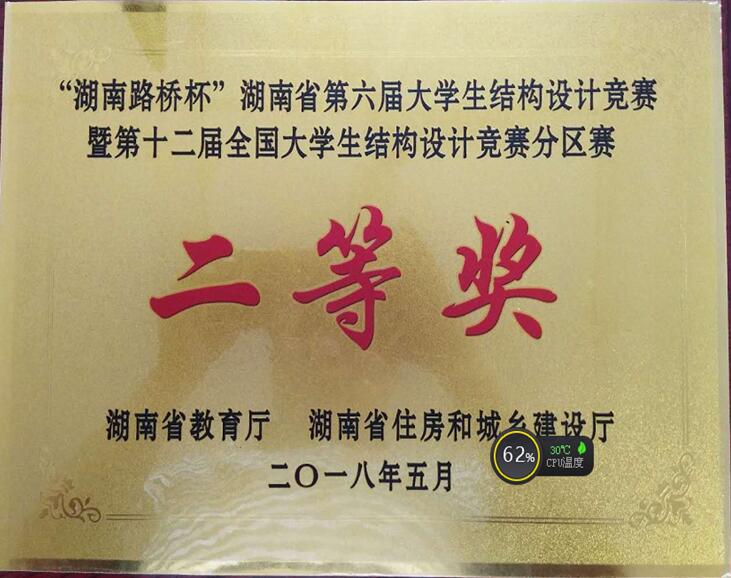 “湖南路桥杯”湖南省第六届大学生结构设计竞赛
暨第十二届全国大学生结构设计竞赛分区赛
二等奖
湖南省教育厅 湖南省住房和城乡建设厅
二〇一八年五月
62%
30℃
CPU温度